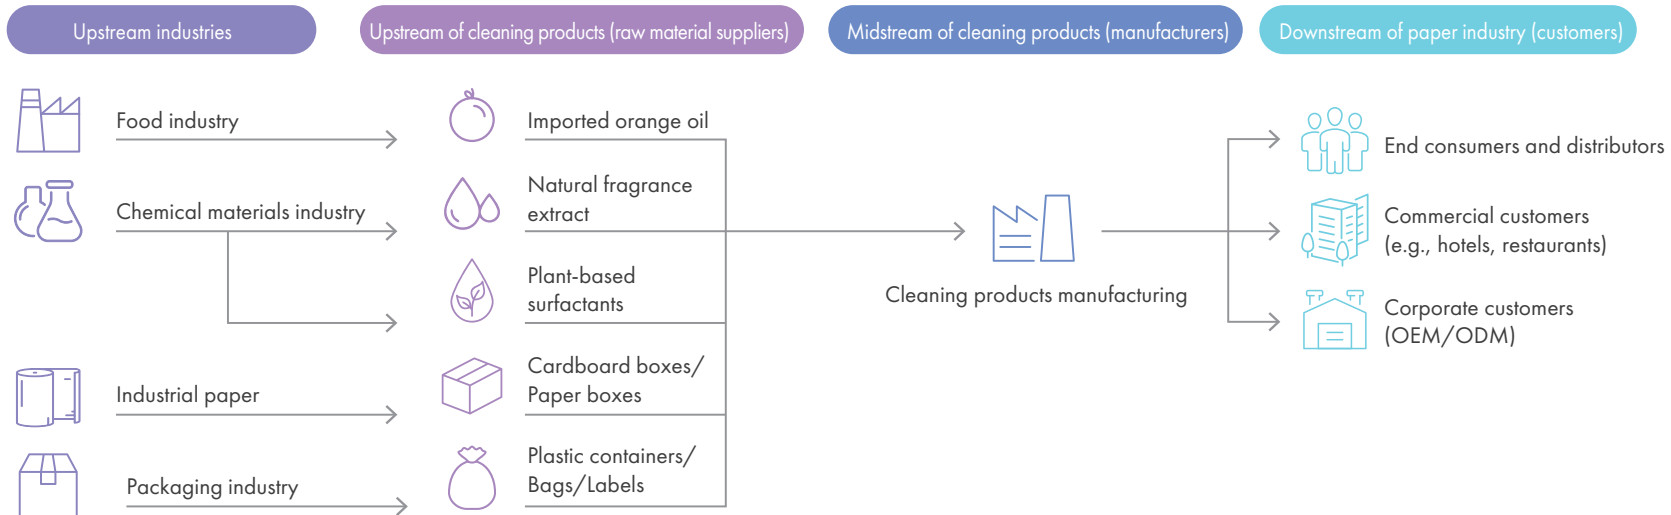 Upstream industries
Upstream of cleaning products (raw material suppliers)
Midstream of cleaning products (manufacturers)
Downstream of paper industry (customers)
Food industry
Chemical materials industry
Industrial paper
Packaging industry
Imported orange oil
Natural fragrance
extract
Plant-based
surfactants
Cardboard boxes/
Paper boxes
Plastic containers/
Bags/Labels
Cleaning products manufacturing
End consumers and distributors
Commercial customers
(e.g., hotels, restaurants)
Corporate customers
(OEM/ODM)